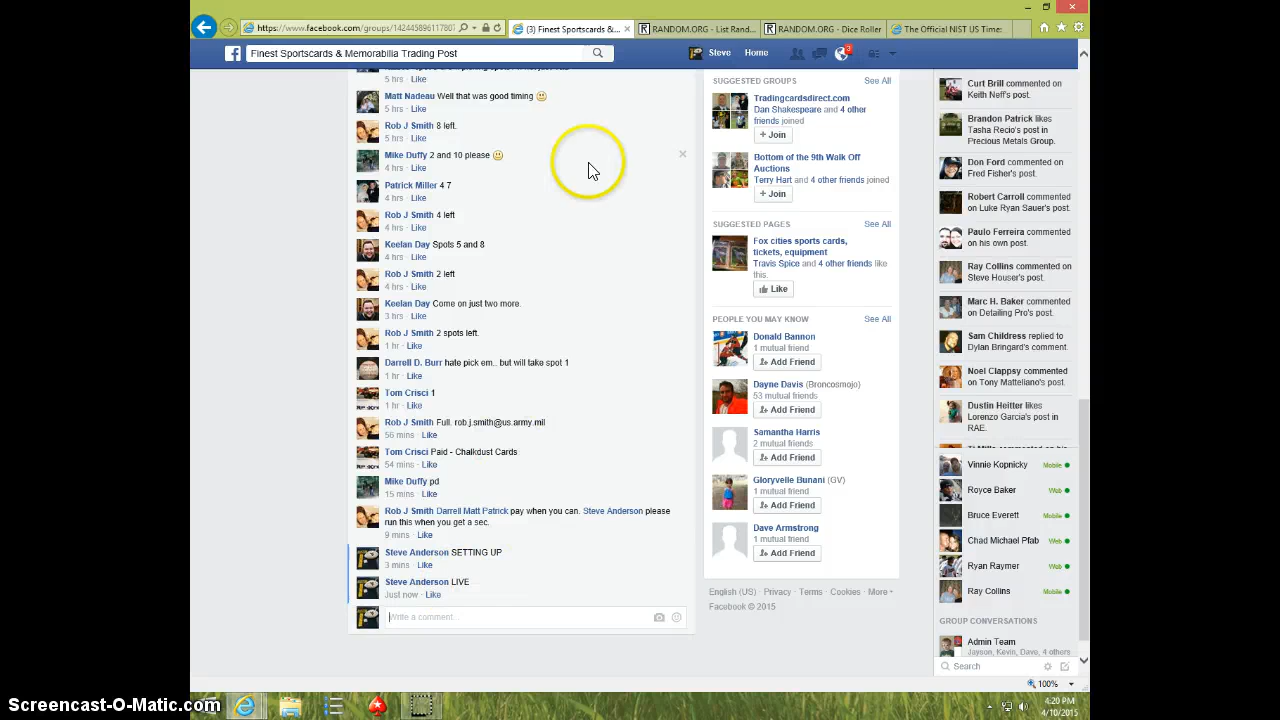 https://www.facebook.com/groups/142445896117807
(3) Finest Sportscards &...
RANDOM.ORG - List Rand...
RANDOM.ORG - Dice Roller
The Official NIST US Time:
Finest Sportscards & Memorabilia Trading Post
Steve
Home
3
5 hrs · Like
Matt Nadeau Well that was good timing
5 hrs · Like
Rob J Smith 8 left.
5 hrs · Like
Mike Duffy 2 and 10 please
4 hrs · Like
Patrick Miller 4 7
4 hrs · Like
Rob J Smith 4 left
4 hrs · Like
Keelan Day Spots 5 and 8
4 hrs · Like
Rob J Smith 2 left
4 hrs · Like
Keelan Day Come on just two more.
3 hrs · Like
Rob J Smith 2 spots left.
1 hr · Like
Darrell D. Burr hate pick em.. but will take spot 1
1 hr · Like
Tom Crisci 1
1 hr · Like
Rob J Smith Full. rob.j.smith@us.army.mil
56 mins · Like
Tom Crisci Paid - Chalkdust Cards
54 mins · Like
Mike Duffy pd
15 mins · Like
Rob J Smith Darrell Matt Patrick pay when you can. Steve Anderson please
run this when you get a sec.
9 mins · Like
Steve Anderson SETTING UP
3 mins · Like
Steve Anderson LIVE
Just now · Like
Write a comment...
SUGGESTED GROUPS
See All
Tradingcardsdirect.com
Dan Shakespeare and 4 other
friends joined
+ Join
Bottom of the 9th Walk Off
Auctions
Terry Hart and 4 other friends joined
+ Join
SUGGESTED PAGES
See All
Fox cities sports cards,
tickets, equipment
Travis Spice and 4 other friends like
this.
Like
PEOPLE YOU MAY KNOW
See All
Donald Bannon
1 mutual friend
Add Friend
Dayne Davis (Broncosmojo)
53 mutual friends
Add Friend
Samantha Harris
2 mutual friends
Add Friend
Gloryvelle Bunani (GV)
1 mutual friend
Add Friend
Dave Armstrong
1 mutual friend
Add Friend
English (US) · Privacy · Terms · Cookies · More
Facebook © 2015
Curt Brill commented on
Keith Neff's post.
Brandon Patrick likes
Tasha Recio's post in
Precious Metals Group.
Don Ford commented on
Fred Fisher's post.
Robert Carroll commented
on Luke Ryan Sauer's post.
Paulo Ferreira commented
on his own post.
Ray Collins commented on
Steve Houser's post.
Marc H. Baker commented
on Detailing Pro's post.
Sam Childress replied to
Dylan Bringard's comment.
Noel Clappsy commented
on Tony Matteliano's post.
Dustin Heitter likes
Lorenzo Garcia's post in
RAE.
Vinnie Kopnicky
Mobile
Royce Baker
Web
Bruce Everett
Mobile
Chad Michael Pfab
Web
Ryan Raymer
Web
Ray Collins
Mobile
GROUP CONVERSATIONS
Admin Team
Jayson, Kevin, Dave, 4 others
Search
100%
4:20 PM
4/10/2015
Screencast-O-Matic.com